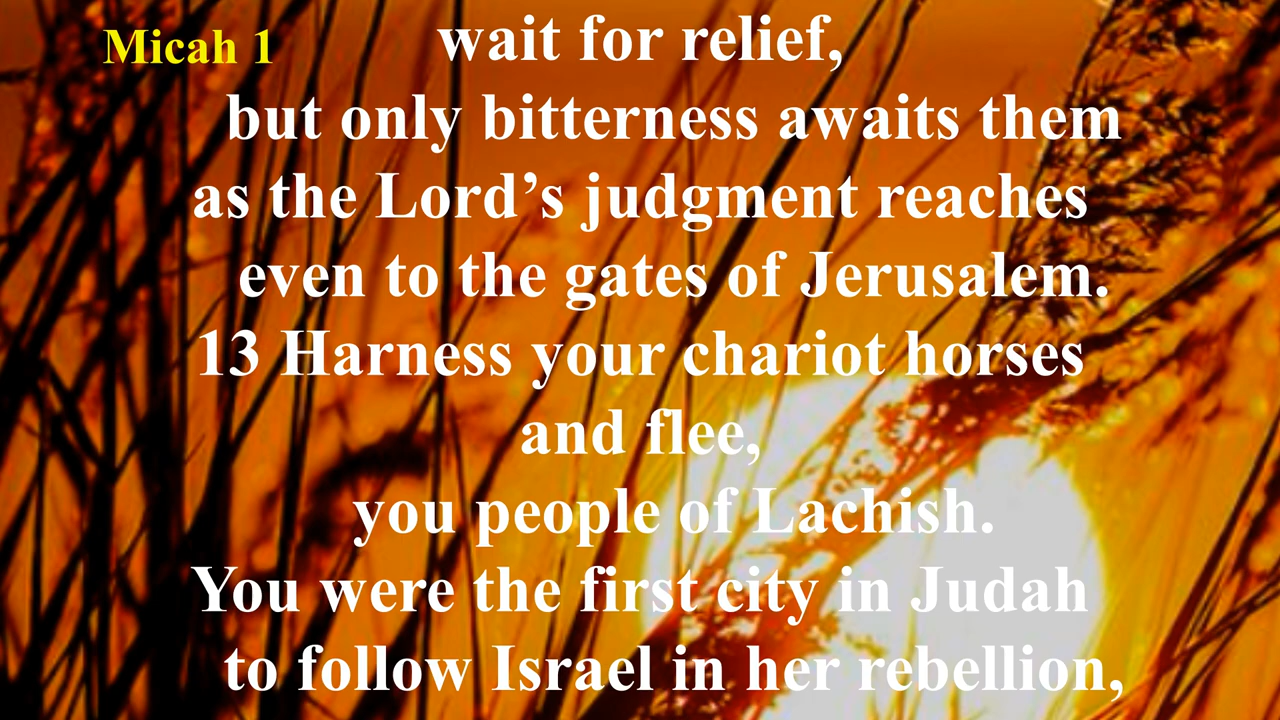 Micah 1
wait for relief,
but only bitterness awaits them
as the Lord’s judgment reaches
even to the gates of Jerusalem.
13 Harness your chariot horses
and flee,
you people of Lachish.
You were the first city in Judah
to follow Israel in her rebellion,